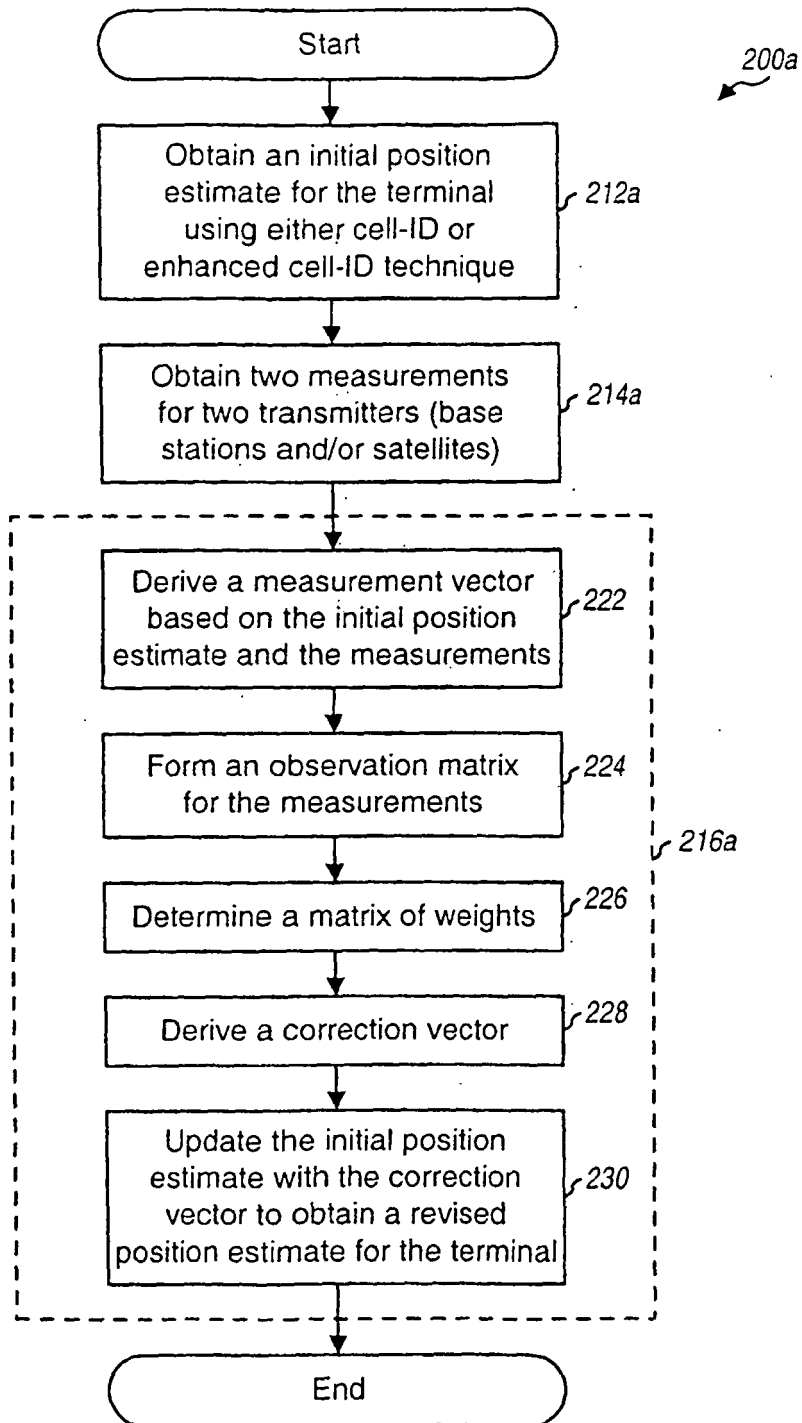 Start
200a
Obtain an initial position
estimate for the terminal
using either cell-ID or
enhanced cell-ID technique
212a
Obtain two measurements
for two transmitters (base
stations and/or satellites)
214a
Derive a measurement vector
based on the initial position
estimate and the measurements
222
Form an observation matrix
for the measurements
224
216a
Determine a matrix of weights
226
Derive a correction vector
228
Update the initial position
estimate with the correction
vector to obtain a revised
position estimate for the terminal
230
End